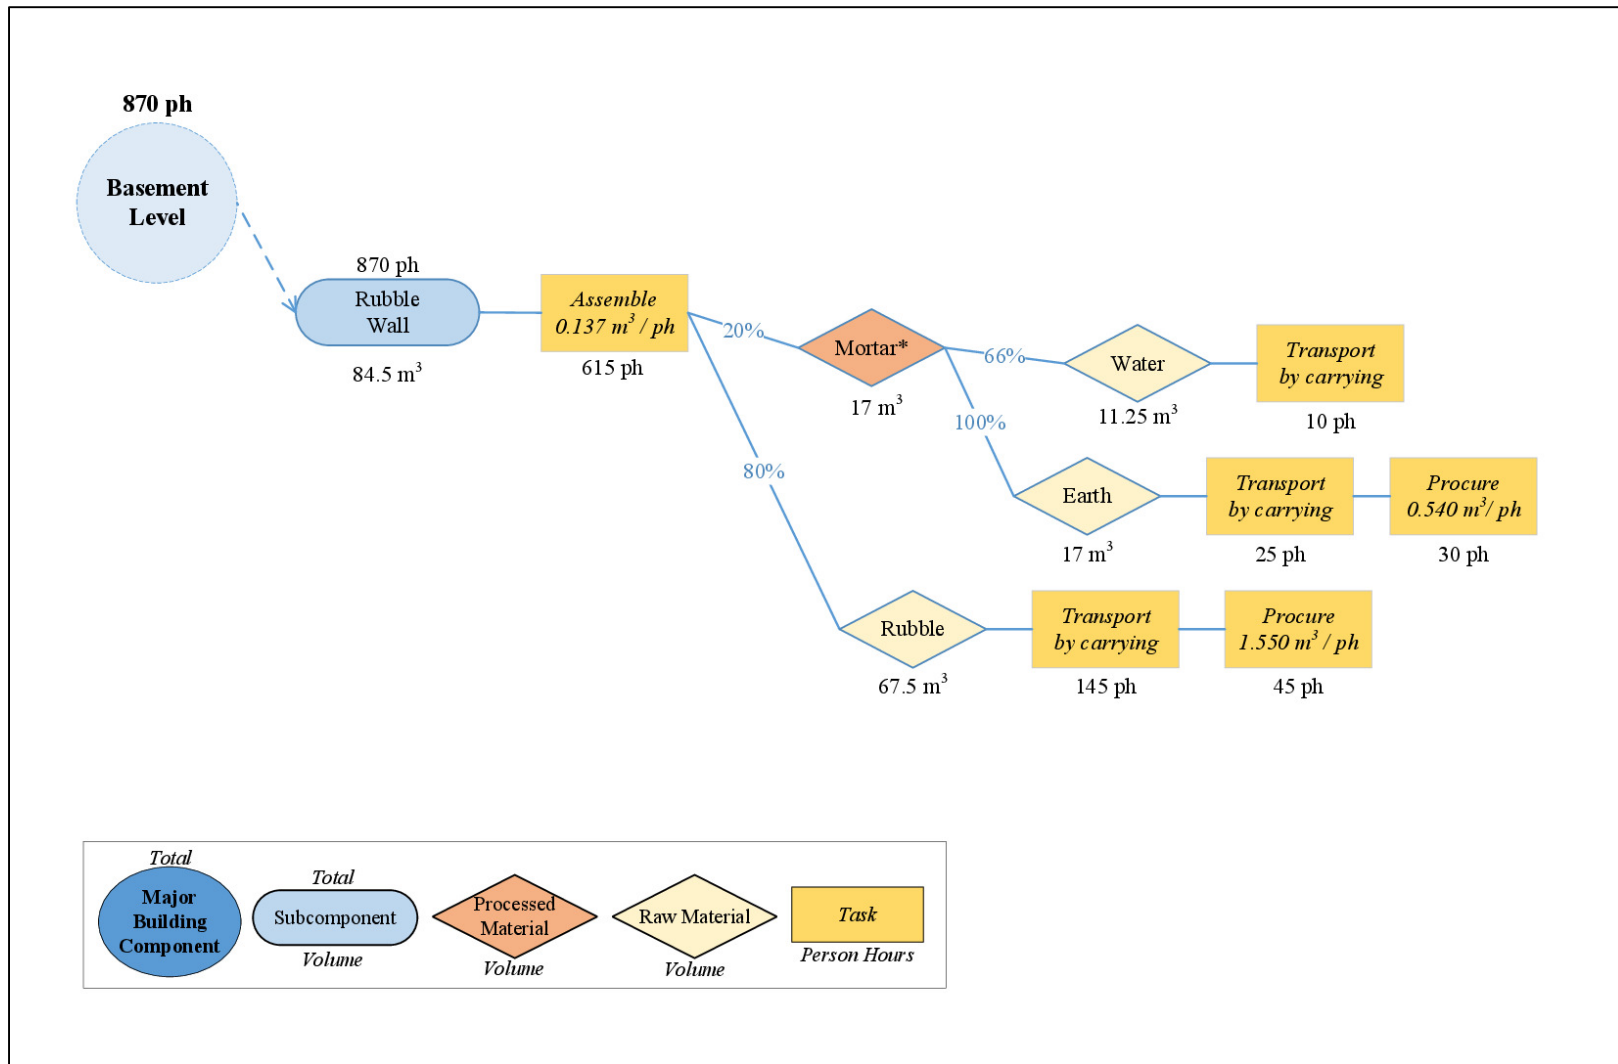 870 ph
Basement
Level
870 ph
Rubble
Wall
84.5 m³
Assemble
0.137 m³ / ph
615 ph
20%
80%
Mortar*
17 m³
66%
100%
Water
11.25 m³
Transport
by carrying
10 ph
Earth
17 m³
Transport
by carrying
25 ph
Procure
0.540 m³/ ph
30 ph
Rubble
67.5 m³
Transport
by carrying
145 ph
Procure
1.550 m³ / ph
45 ph
Total
Major
Building
Component
Total
Subcomponent
Volume
Processed
Material
Volume
Raw Material
Volume
Task
Person Hours